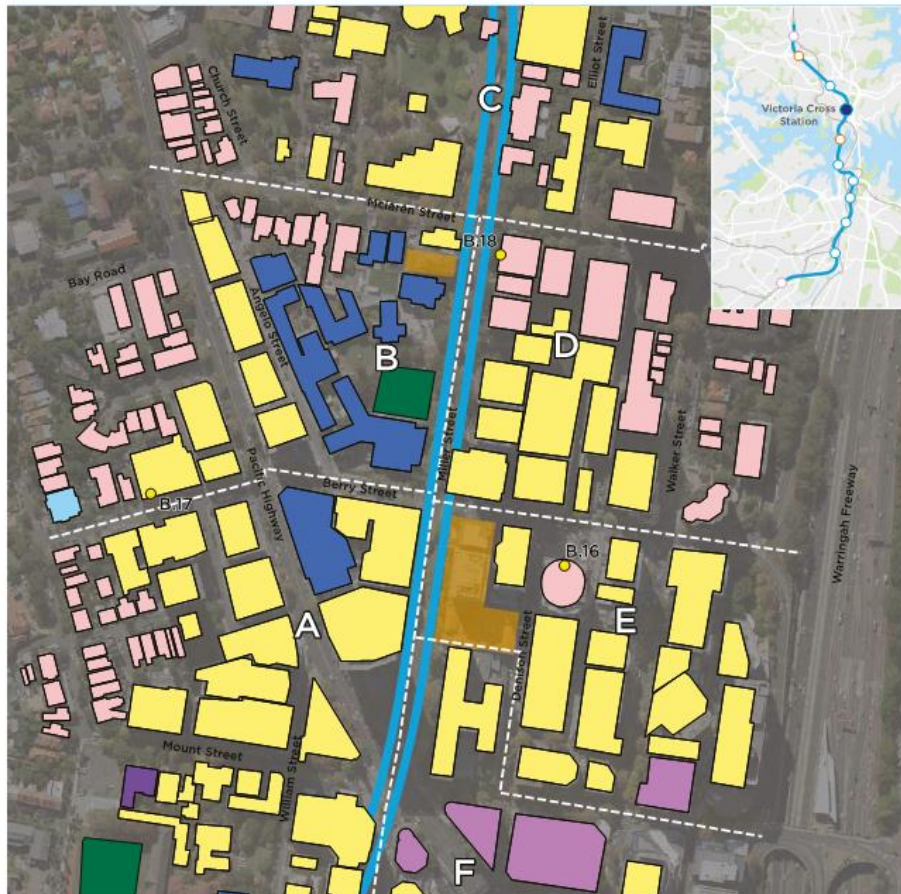 Church Street
Elliot Street
C
Victoria Cross
Station
Mclaren Street
B.18
Bay Road
Angelo Street
B
D
Miller Street
Walker Street
Pacific Highway
Berry Street
B.17
Warringah Freeway
B.16
A
E
Denison Street
Mount Street
William Street
F